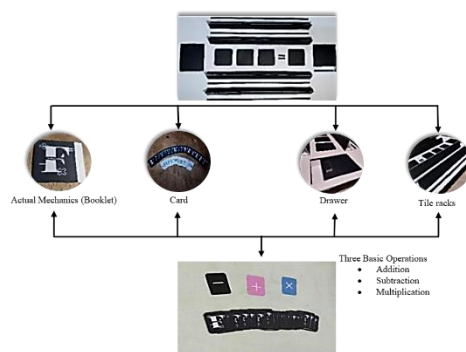 =
F
Actual Mechanics (Booklet)
Card
Drawer
Tile racks
Three Basic Operations
• Addition
• Subtraction
• Multiplication
− + ×
F